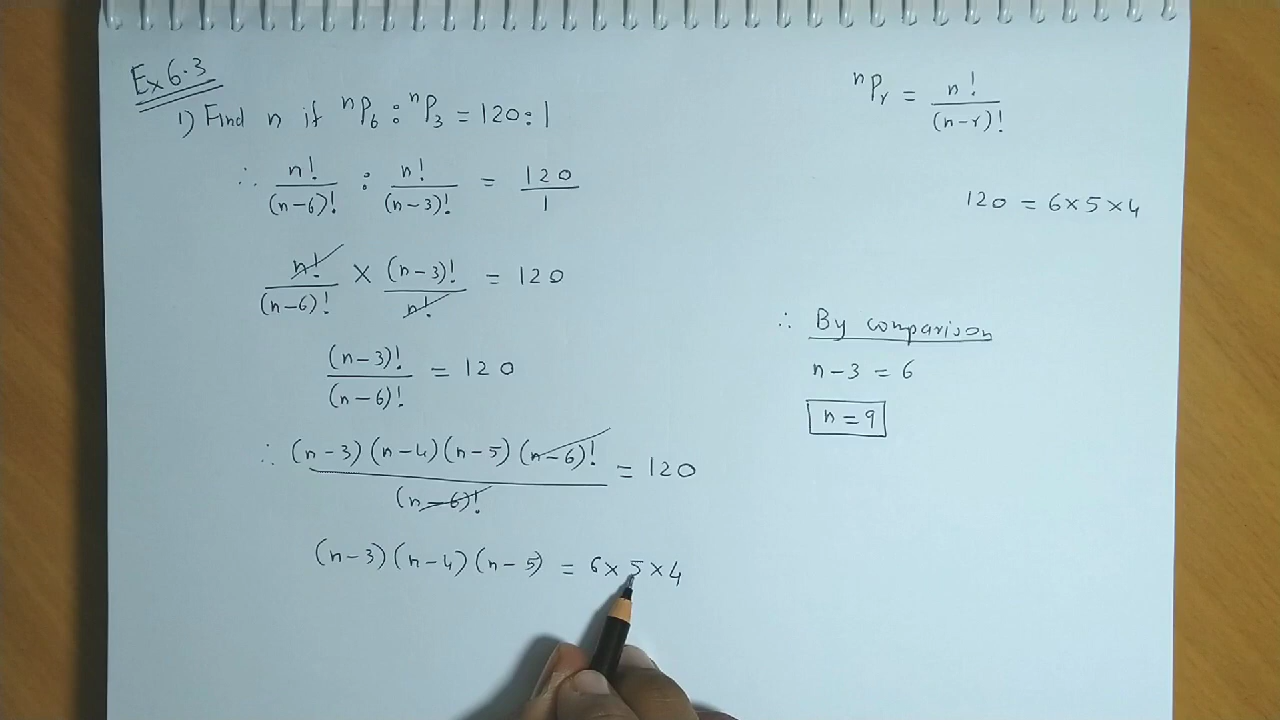 Ex 6.3
1) Find n if ⁿP₆ : ⁿP₃ = 120 : 1
∴ n!/(n-6)! : n!/(n-3)! = 120/1
n!/(n-6)! × (n-3)!/n! = 120
(n-3)!/(n-6)! = 120
∴ (n-3)(n-4)(n-5)(n-6)!/(n-6)! = 120
(n-3)(n-4)(n-5) = 6×5×4
ⁿPᵣ = n!/(n-r)!
120 = 6×5×4
∴ By comparison
n-3 = 6
n = 9